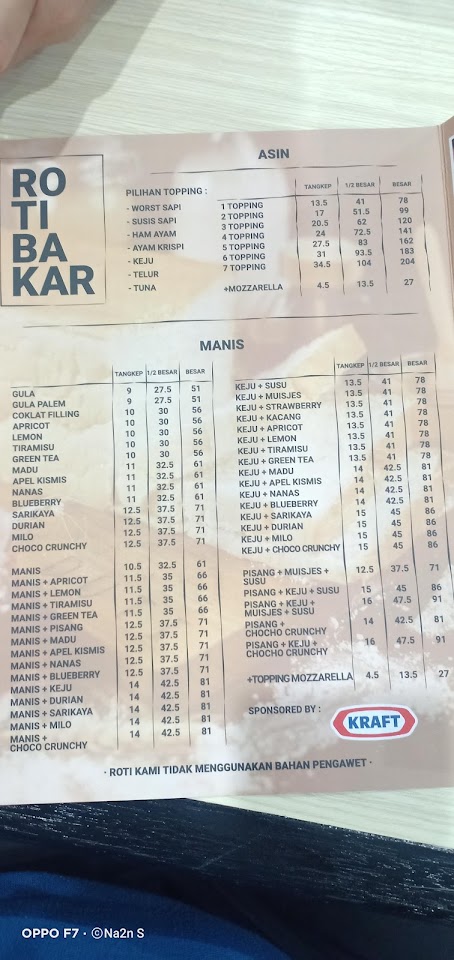 RO
TI
BA
KAR
ASIN
PILIHAN TOPPING :
- WORST SAPI
- SUSIS SAPI
- HAM AYAM
- AYAM KRISPI
- KEJU
- TELUR
- TUNA
TANGKEP 1/2 BESAR BESAR
1 TOPPING 13.5 41 78
2 TOPPING 17 51.5 99
3 TOPPING 20.5 62 120
4 TOPPING 24 72.5 141
5 TOPPING 27.5 83 162
6 TOPPING 31 93.5 183
7 TOPPING 34.5 104 204
+MOZZARELLA 4.5 13.5 27
MANIS
TANGKEP 1/2 BESAR BESAR
GULA 9 27.5 51
GULA PALEM 9 27.5 51
COKLAT FILLING 10 30 56
APRICOT 10 30 56
LEMON 10 30 56
TIRAMISU 10 30 56
GREEN TEA 10 30 56
MADU 11 32.5 61
APEL KISMIS 11 32.5 61
NANAS 11 32.5 61
BLUEBERRY 11 32.5 61
SARIKAYA 12.5 37.5 71
DURIAN 12.5 37.5 71
MILO 12.5 37.5 71
CHOCO CRUNCHY 12.5 37.5 71
MANIS 10.5 32.5 61
MANIS + APRICOT 11.5 35 66
MANIS + LEMON 11.5 35 66
MANIS + TIRAMISU 11.5 35 66
MANIS + GREEN TEA 11.5 35 66
MANIS + PISANG 12.5 37.5 71
MANIS + MADU 12.5 37.5 71
MANIS + APEL KISMIS 12.5 37.5 71
MANIS + NANAS 12.5 37.5 71
MANIS + BLUEBERRY 12.5 37.5 71
MANIS + KEJU 14 42.5 81
MANIS + DURIAN 14 42.5 81
MANIS + SARIKAYA 14 42.5 81
MANIS + MILO 14 42.5 81
MANIS +
CHOCO CRUNCHY 14 42.5 81
TANGKEP 1/2 BESAR BESAR
KEJU + SUSU 13.5 41 78
KEJU + MUISJES 13.5 41 78
KEJU + STRAWBERRY 13.5 41 78
KEJU + KACANG 13.5 41 78
KEJU + APRICOT 13.5 41 78
KEJU + LEMON 13.5 41 78
KEJU + TIRAMISU 13.5 41 78
KEJU + GREEN TEA 13.5 41 78
KEJU + MADU 14 42.5 81
KEJU + APEL KISMIS 14 42.5 81
KEJU + NANAS 14 42.5 81
KEJU + BLUEBERRY 14 42.5 81
KEJU + SARIKAYA 15 45 86
KEJU + DURIAN 15 45 86
KEJU + MILO 15 45 86
KEJU + CHOCO CRUNCHY 15 45 86
PISANG + MUISJES + 12.5 37.5 71
SUSU
PISANG + KEJU + SUSU 15 45 86
PISANG + KEJU + 16 47.5 91
MUISJES + SUSU
PISANG + 14 42.5 81
CHOCHO CRUNCHY
PISANG + KEJU + 16 47.5 91
CHOCO CRUNCHY
+TOPPING MOZZARELLA 4.5 13.5 27
SPONSORED BY :
KRAFT
· ROTI KAMI TIDAK MENGGUNAKAN BAHAN PENGAWET ·
OPPO F7 · ©Na2n S